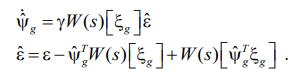 ψ̂̇_g = γW(s)[ξ_g]ε̂
ε̂ = ε − ψ̂_g^T W(s)[ξ_g] + W(s)[ψ̂_g^T ξ_g] .